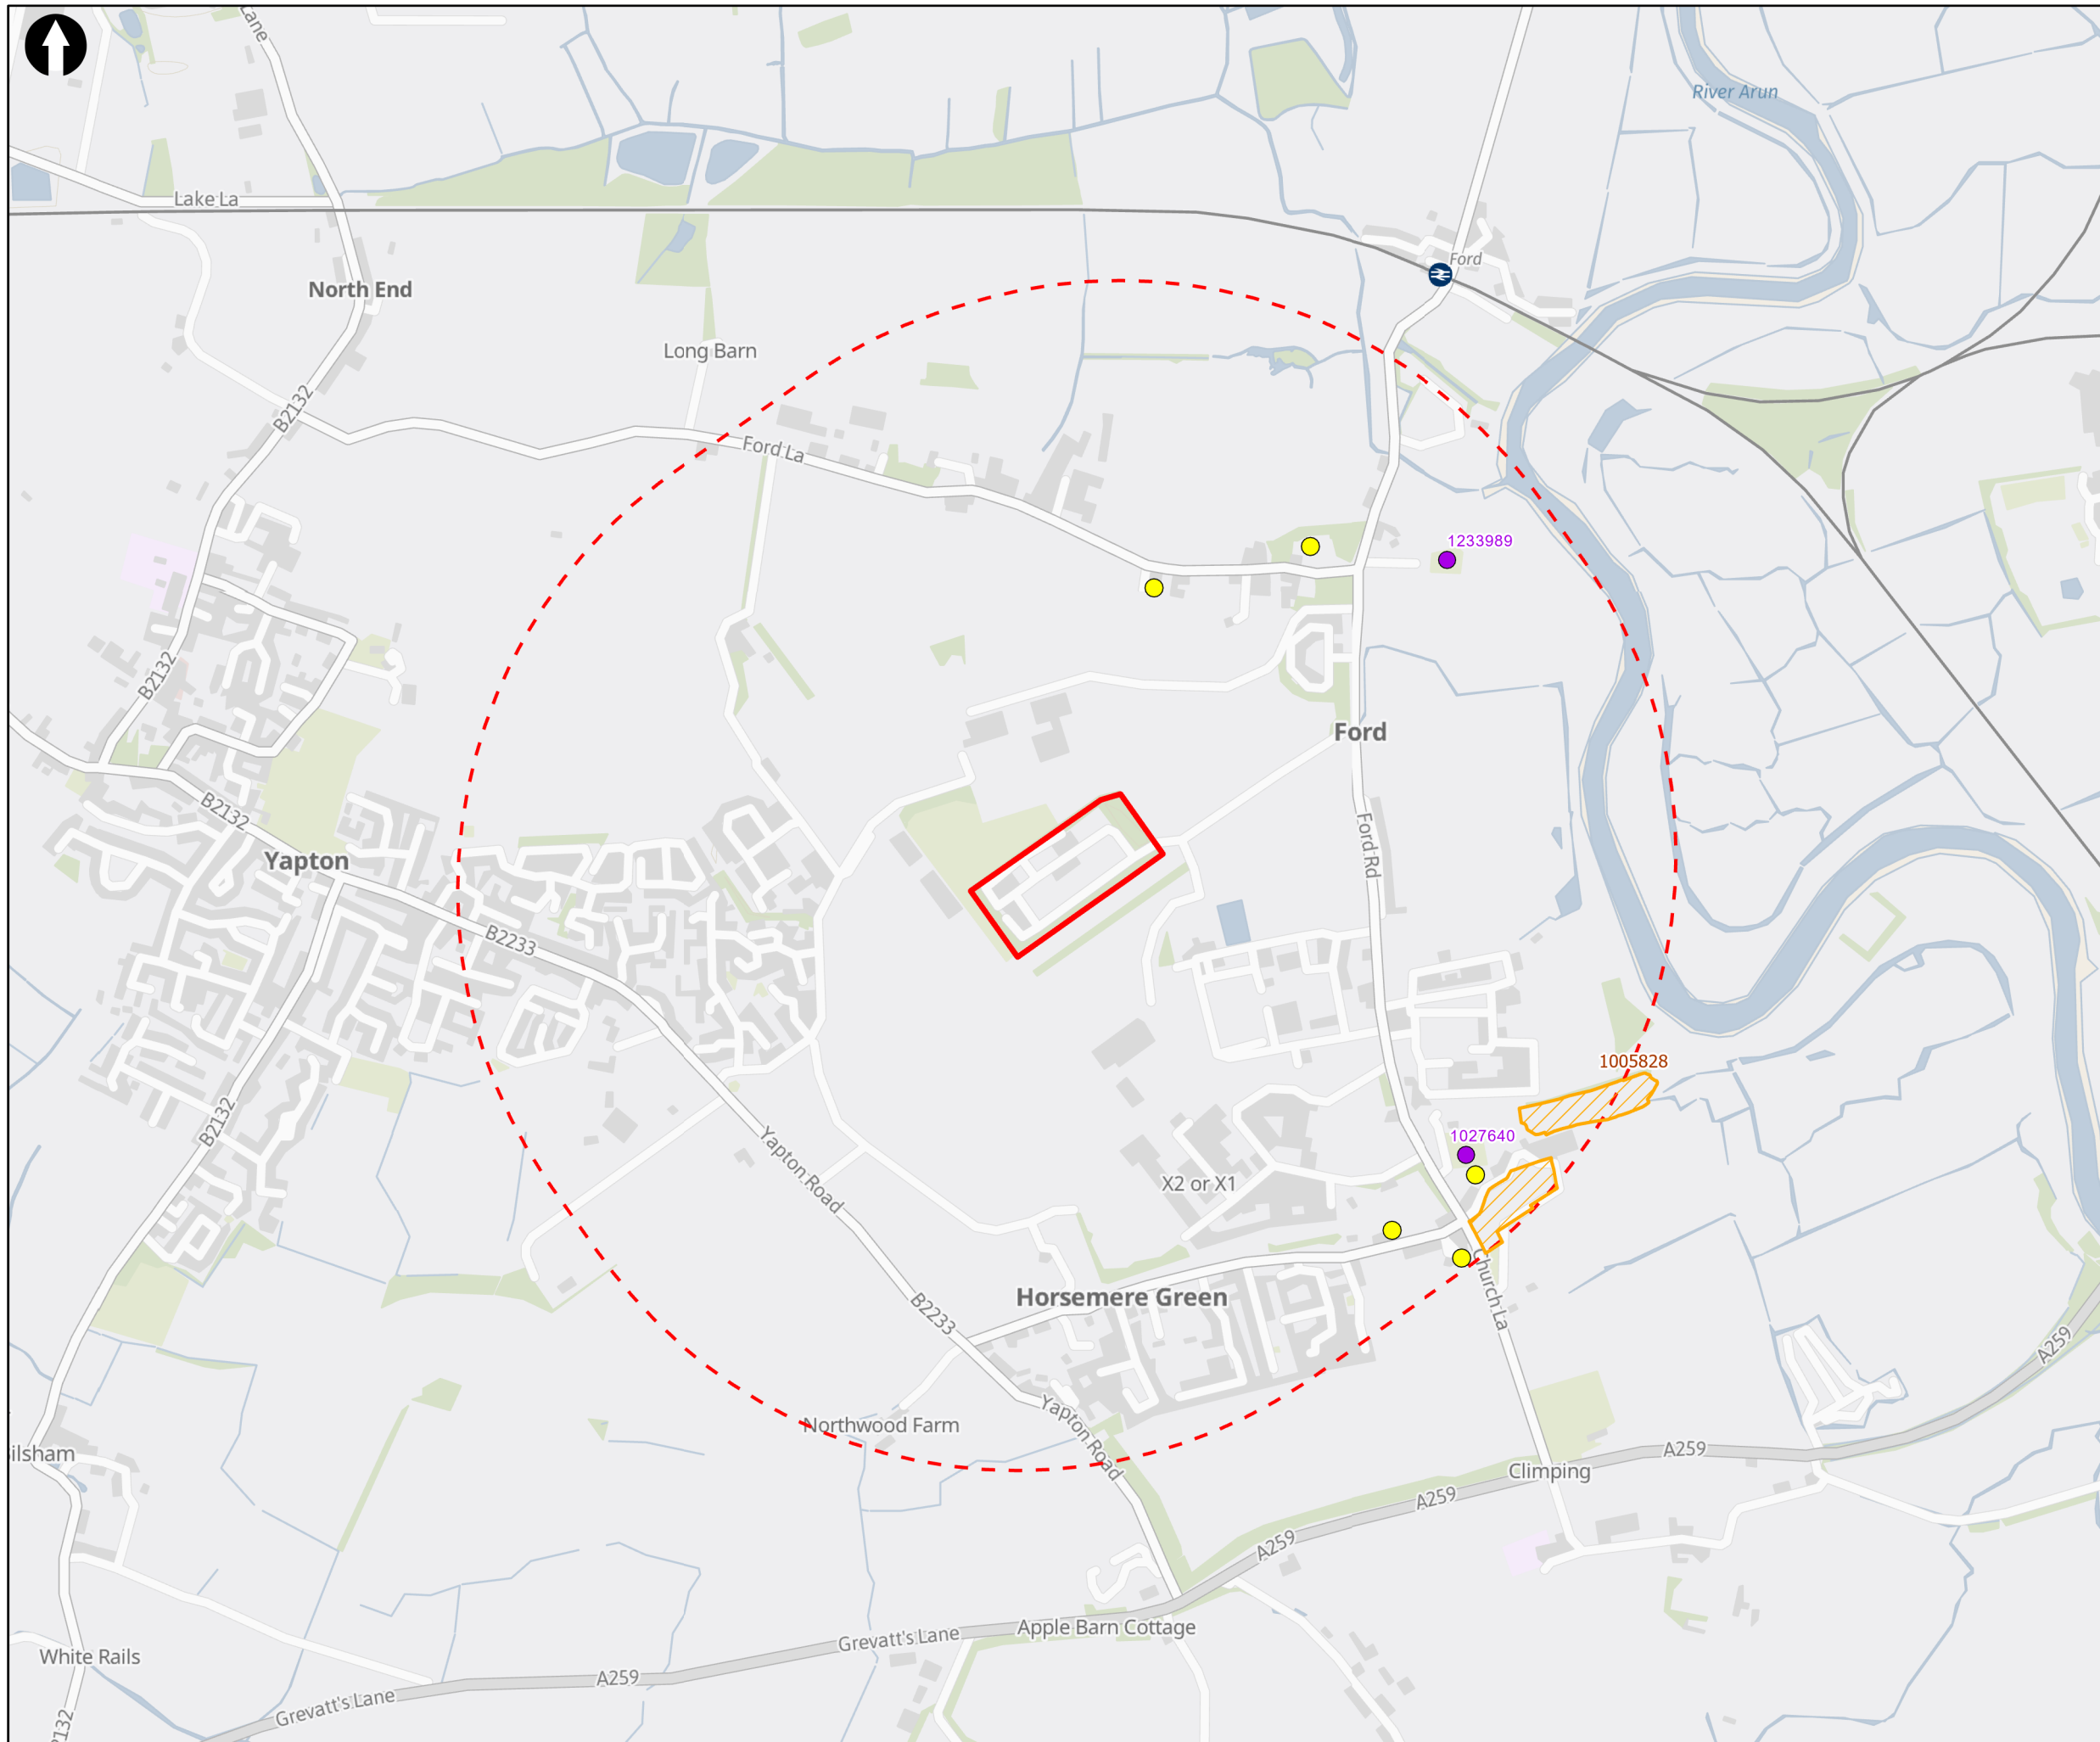 Lane
River Arun
Lake La
Ford
North End
Long Barn
B2132
Ford La
1233989
B2132
Ford
B2132
Ford Rd
Yapton
B2233
1005828
B2132
Yapton Road
1027640
X2 or X1
Church La
Horsemere Green
B2233
A259
Yapton Road
Northwood Farm
ilsham
A259
Climping
A259
A259
Apple Barn Cottage
Grevatt's Lane
White Rails
A259
Grevatt's Lane
2132